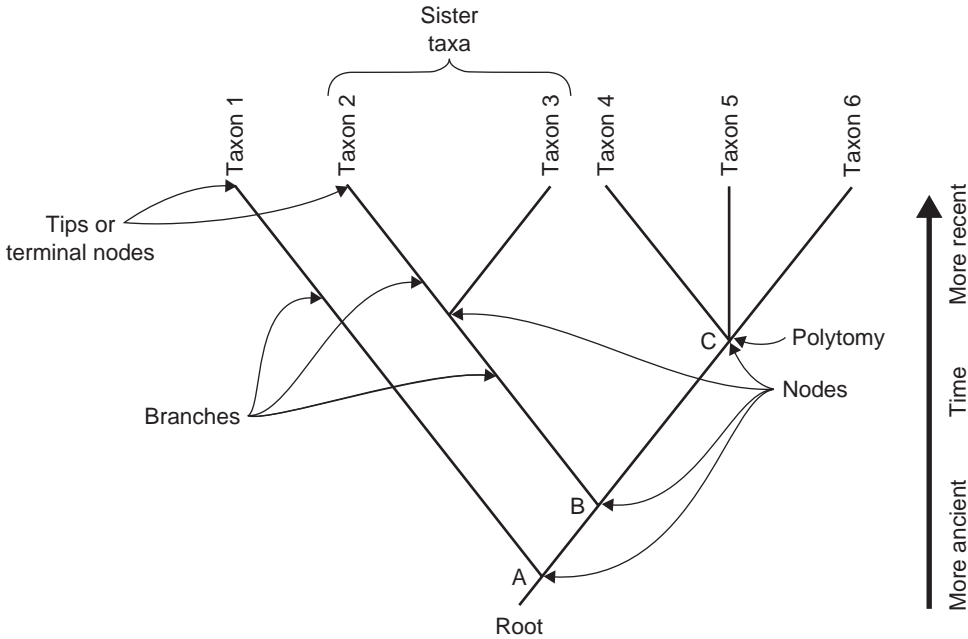 Sister
taxa
Taxon 1
Taxon 2
Taxon 3
Taxon 4
Taxon 5
Taxon 6
Tips or
terminal nodes
Branches
C
Polytomy
Nodes
B
A
Root
More recent
Time
More ancient